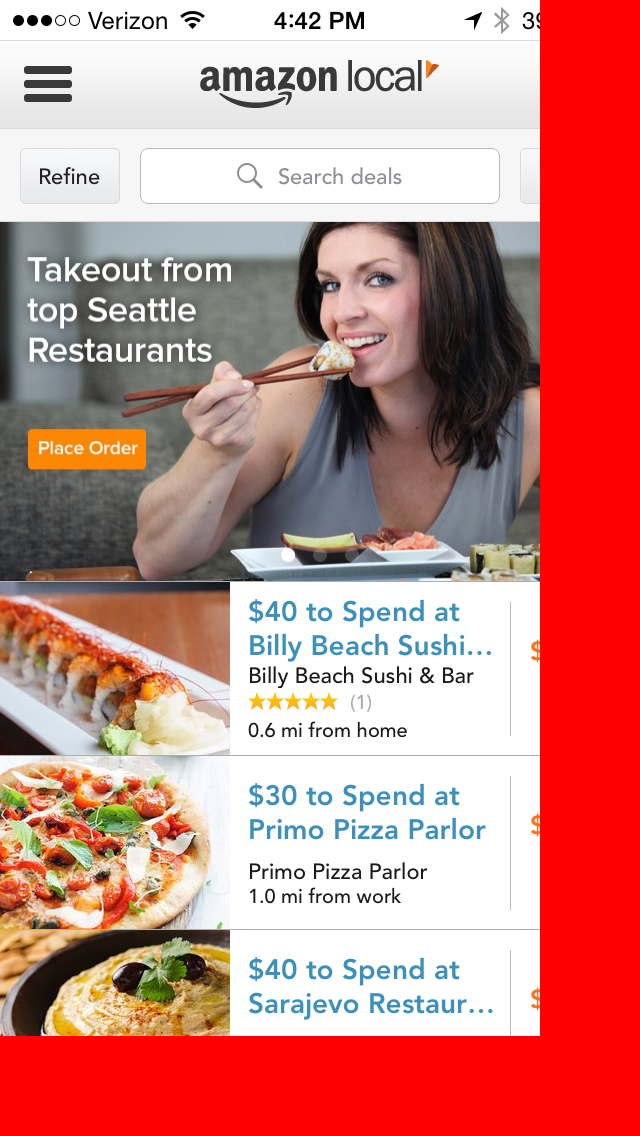 Verizon 4:42 PM 39
amazon local
Refine
Search deals
Takeout from
top Seattle
Restaurants
Place Order
$40 to Spend at
Billy Beach Sushi...
Billy Beach Sushi & Bar
(1)
0.6 mi from home
$
$30 to Spend at
Primo Pizza Parlor
Primo Pizza Parlor
1.0 mi from work
$
$40 to Spend at
Sarajevo Restaur...
$